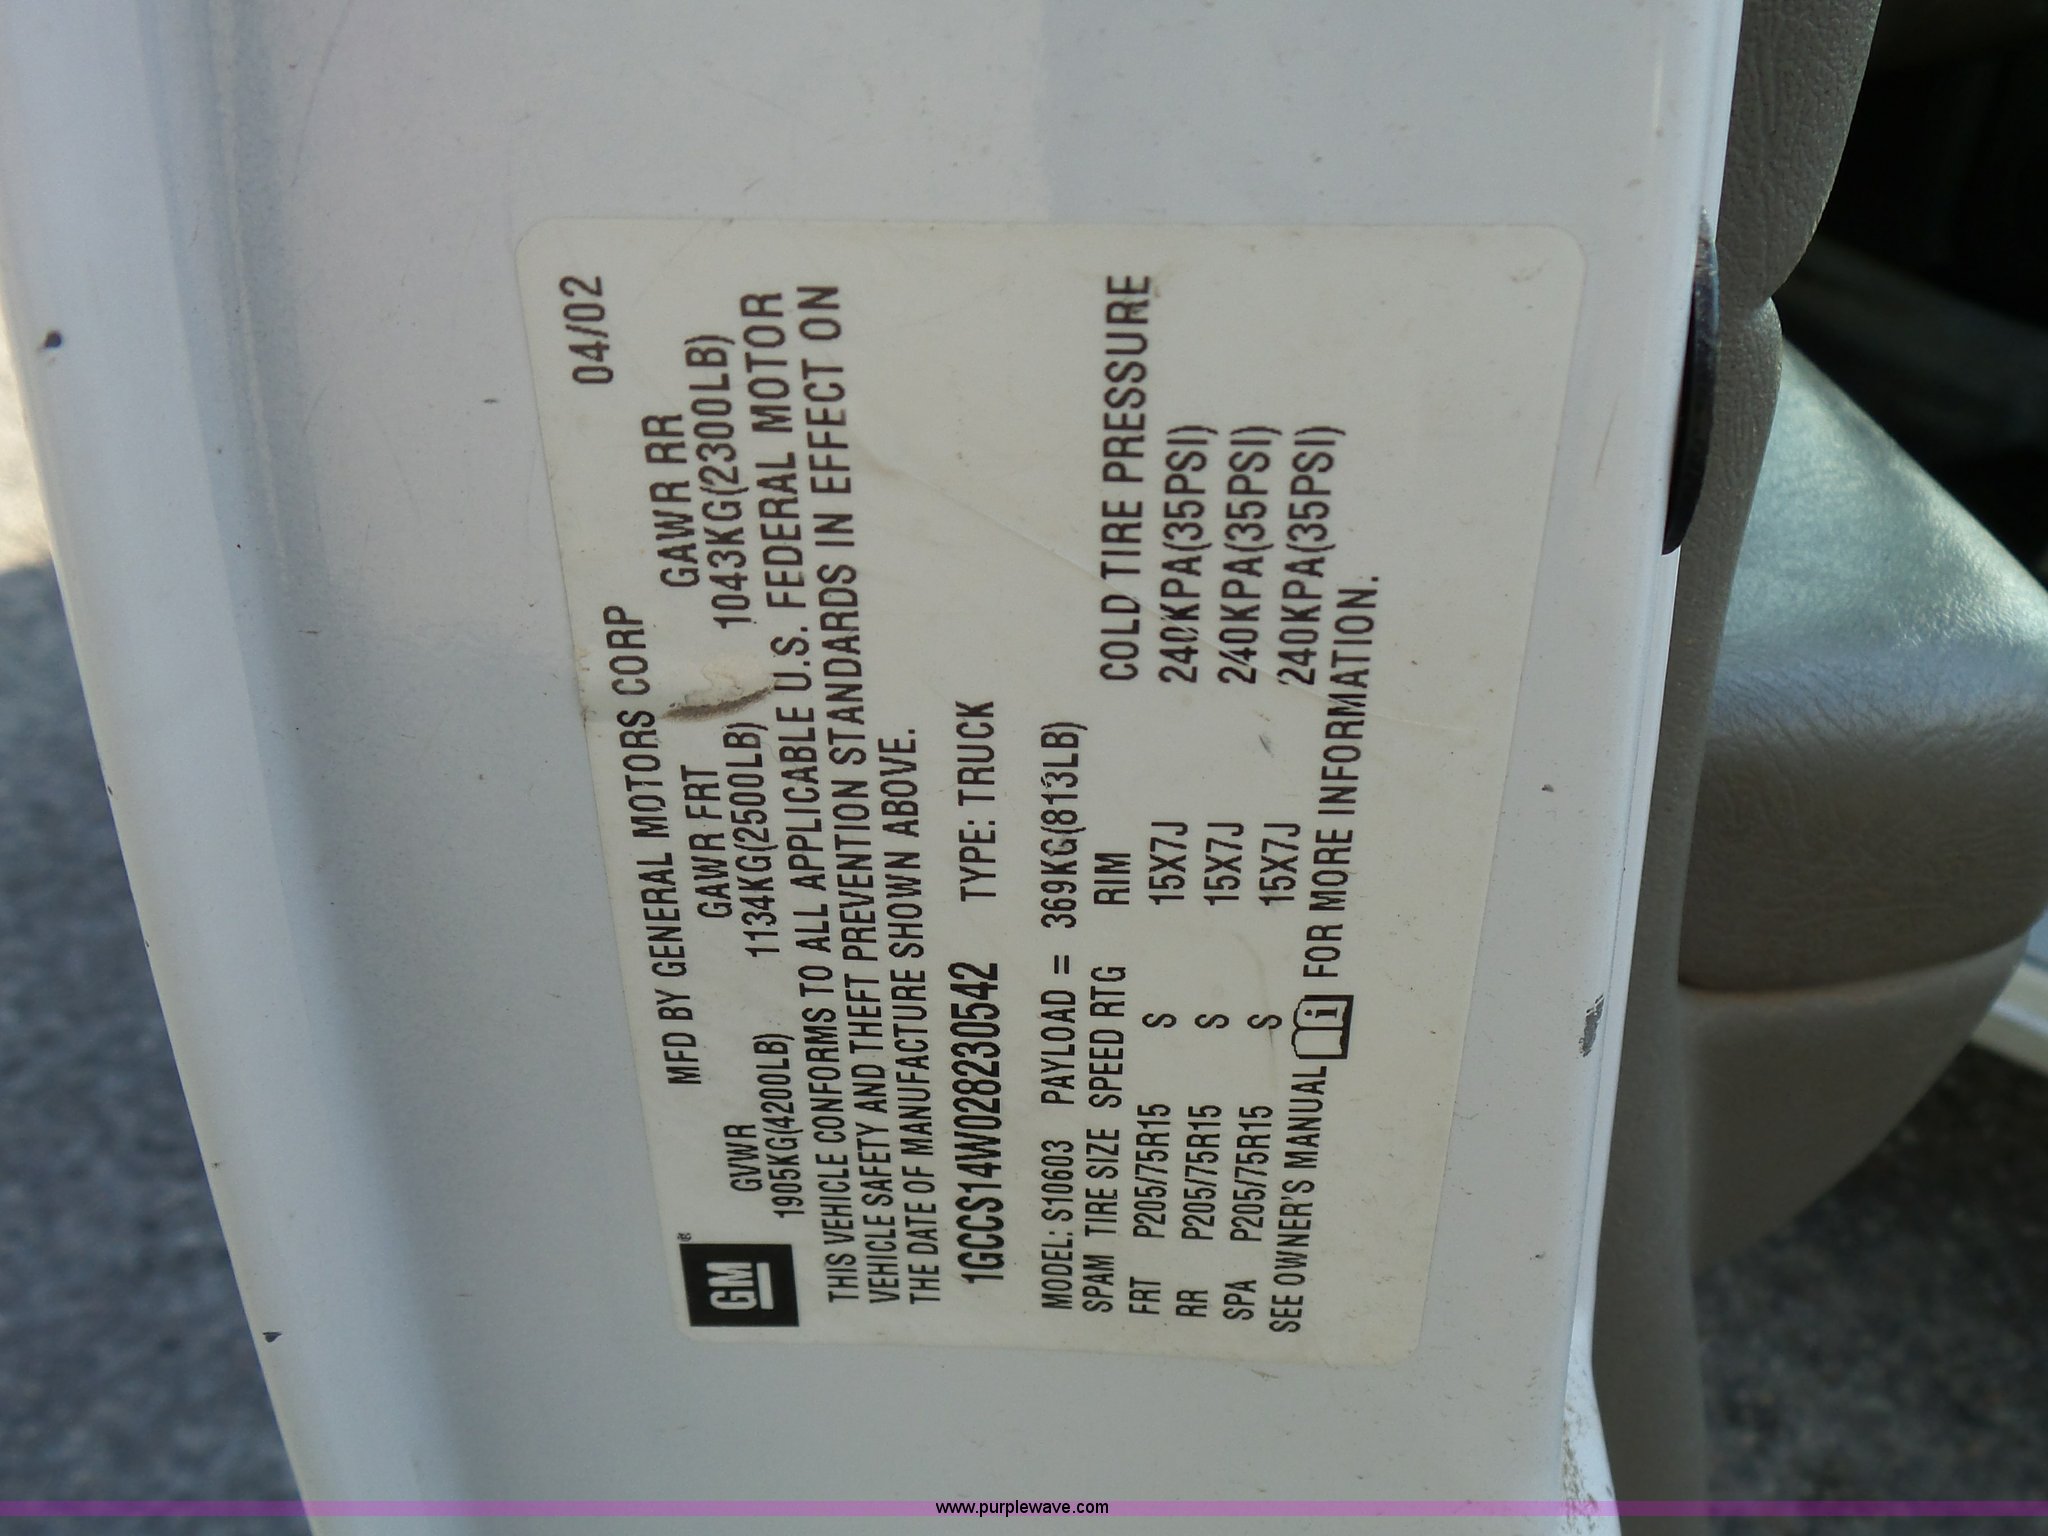 04/02
MFD BY GENERAL MOTORS CORP
GVWR GAWR FRT GAWR RR
1905KG(4200LB) 1134KG(2500LB) 1043KG(2300LB)
THIS VEHICLE CONFORMS TO ALL APPLICABLE U.S. FEDERAL MOTOR
VEHICLE SAFETY AND THEFT PREVENTION STANDARDS IN EFFECT ON
THE DATE OF MANUFACTURE SHOWN ABOVE.
GM®
1GCCS14W028230542 TYPE: TRUCK
MODEL: S10603 PAYLOAD = 369KG(813LB)
SPAM TIRE SIZE SPEED RTG RIM COLD TIRE PRESSURE
FRT P205/75R15 S 15X7J 240KPA(35PSI)
RR P205/75R15 S 15X7J 240KPA(35PSI)
SPA P205/75R15 S 15X7J 240KPA(35PSI)
SEE OWNER'S MANUAL i FOR MORE INFORMATION.
www.purplewave.com